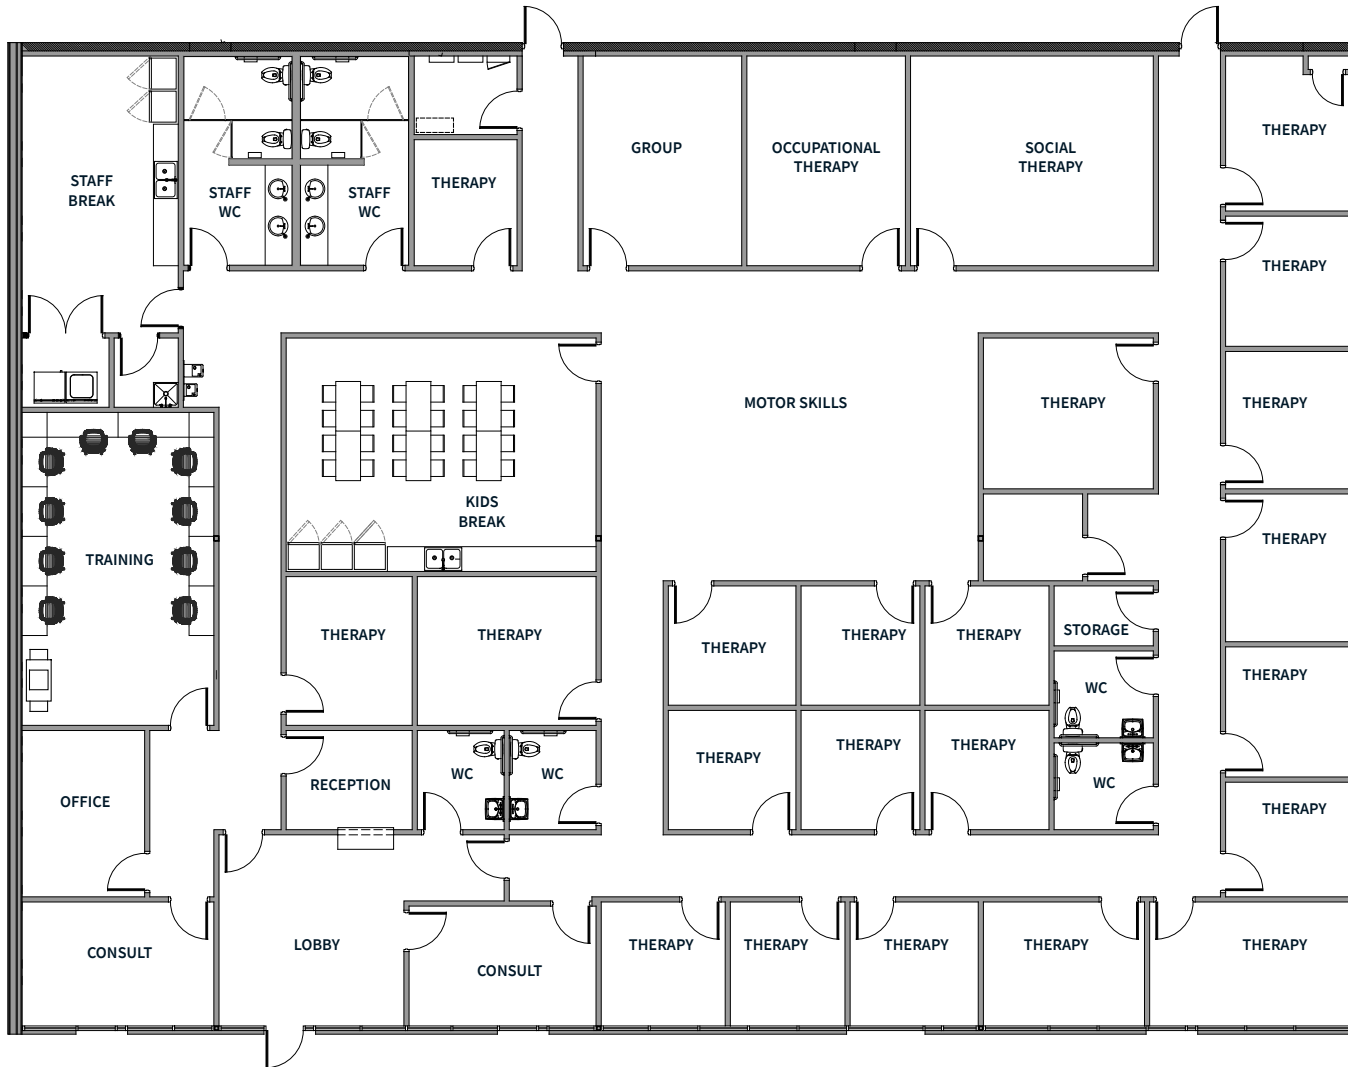 THERAPY
GROUP
OCCUPATIONAL
THERAPY
SOCIAL
THERAPY
STAFF
BREAK
STAFF
WC
STAFF
WC
THERAPY
THERAPY
MOTOR SKILLS
THERAPY
THERAPY
KIDS
BREAK
TRAINING
THERAPY
THERAPY
THERAPY
THERAPY
THERAPY
THERAPY
STORAGE
THERAPY
WC
THERAPY
THERAPY
THERAPY
WC
WC
WC
RECEPTION
OFFICE
THERAPY
CONSULT
LOBBY
CONSULT
THERAPY
THERAPY
THERAPY
THERAPY
THERAPY